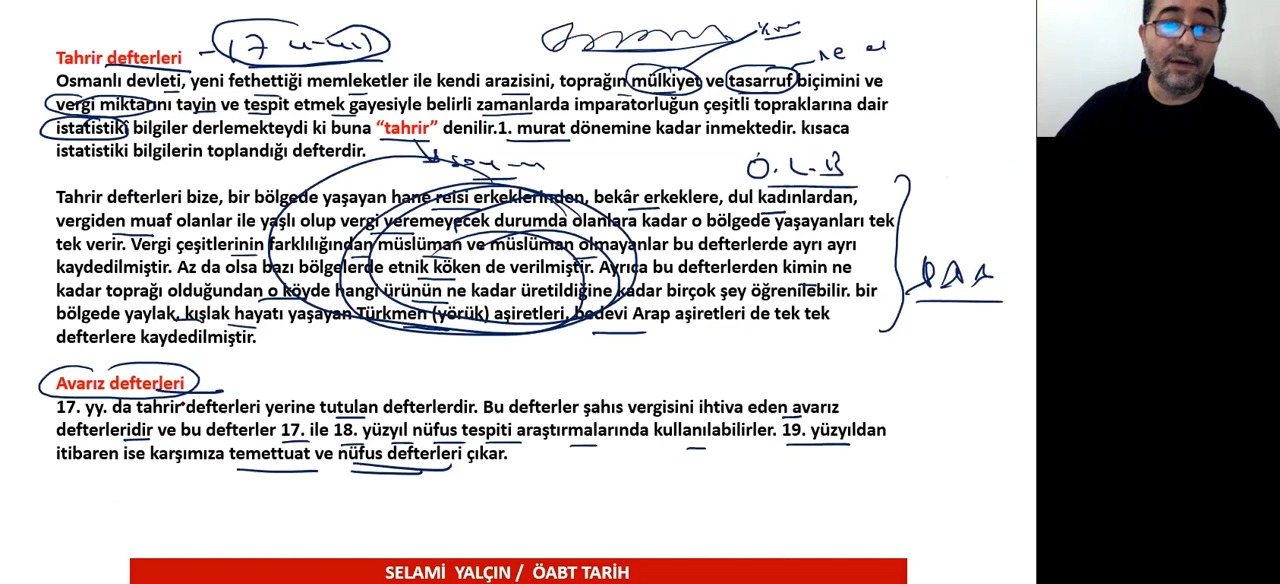 Tahrir defterleri
Osmanlı devleti, yeni fethettiği memleketler ile kendi arazisini, toprağın mülkiyet ve tasarruf biçimini ve
vergi miktarını tayin ve tespit etmek gayesiyle belirli zamanlarda imparatorluğun çeşitli topraklarına dair
istatistiki bilgiler derlemekteydi ki buna “tahrir” denilir.1. murat dönemine kadar inmektedir. kısaca
istatistiki bilgilerin toplandığı defterdir.
Ö.L.B
Tahrir defterleri bize, bir bölgede yaşayan hane reisi erkeklerinden, bekâr erkeklere, dul kadınlardan,
vergiden muaf olanlar ile yaşlı olup vergi veremeyecek durumda olanlara kadar o bölgede yaşayanları tek
tek verir. Vergi çeşitlerinin farklılığından müslüman ve müslüman olmayanlar bu defterlerde ayrı ayrı
kaydedilmiştir. Az da olsa bazı bölgelerde etnik köken de verilmiştir. Ayrıca bu defterlerden kimin ne
kadar toprağı olduğundan o köyde hangi ürünün ne kadar üretildiğine kadar birçok şey öğrenilebilir. bir
bölgede yaylak, kışlak hayatı yaşayan Türkmen (yörük) aşiretleri, bedevi Arap aşiretleri de tek tek
defterlere kaydedilmiştir.
Avarız defterleri
17. yy. da tahrir defterleri yerine tutulan defterlerdir. Bu defterler şahıs vergisini ihtiva eden avarız
defterleridir ve bu defterler 17. ile 18. yüzyıl nüfus tespiti araştırmalarında kullanılabilirler. 19. yüzyıldan
itibaren ise karşımıza temettuat ve nüfus defterleri çıkar.
SELAMİ YALÇIN / ÖABT TARİH